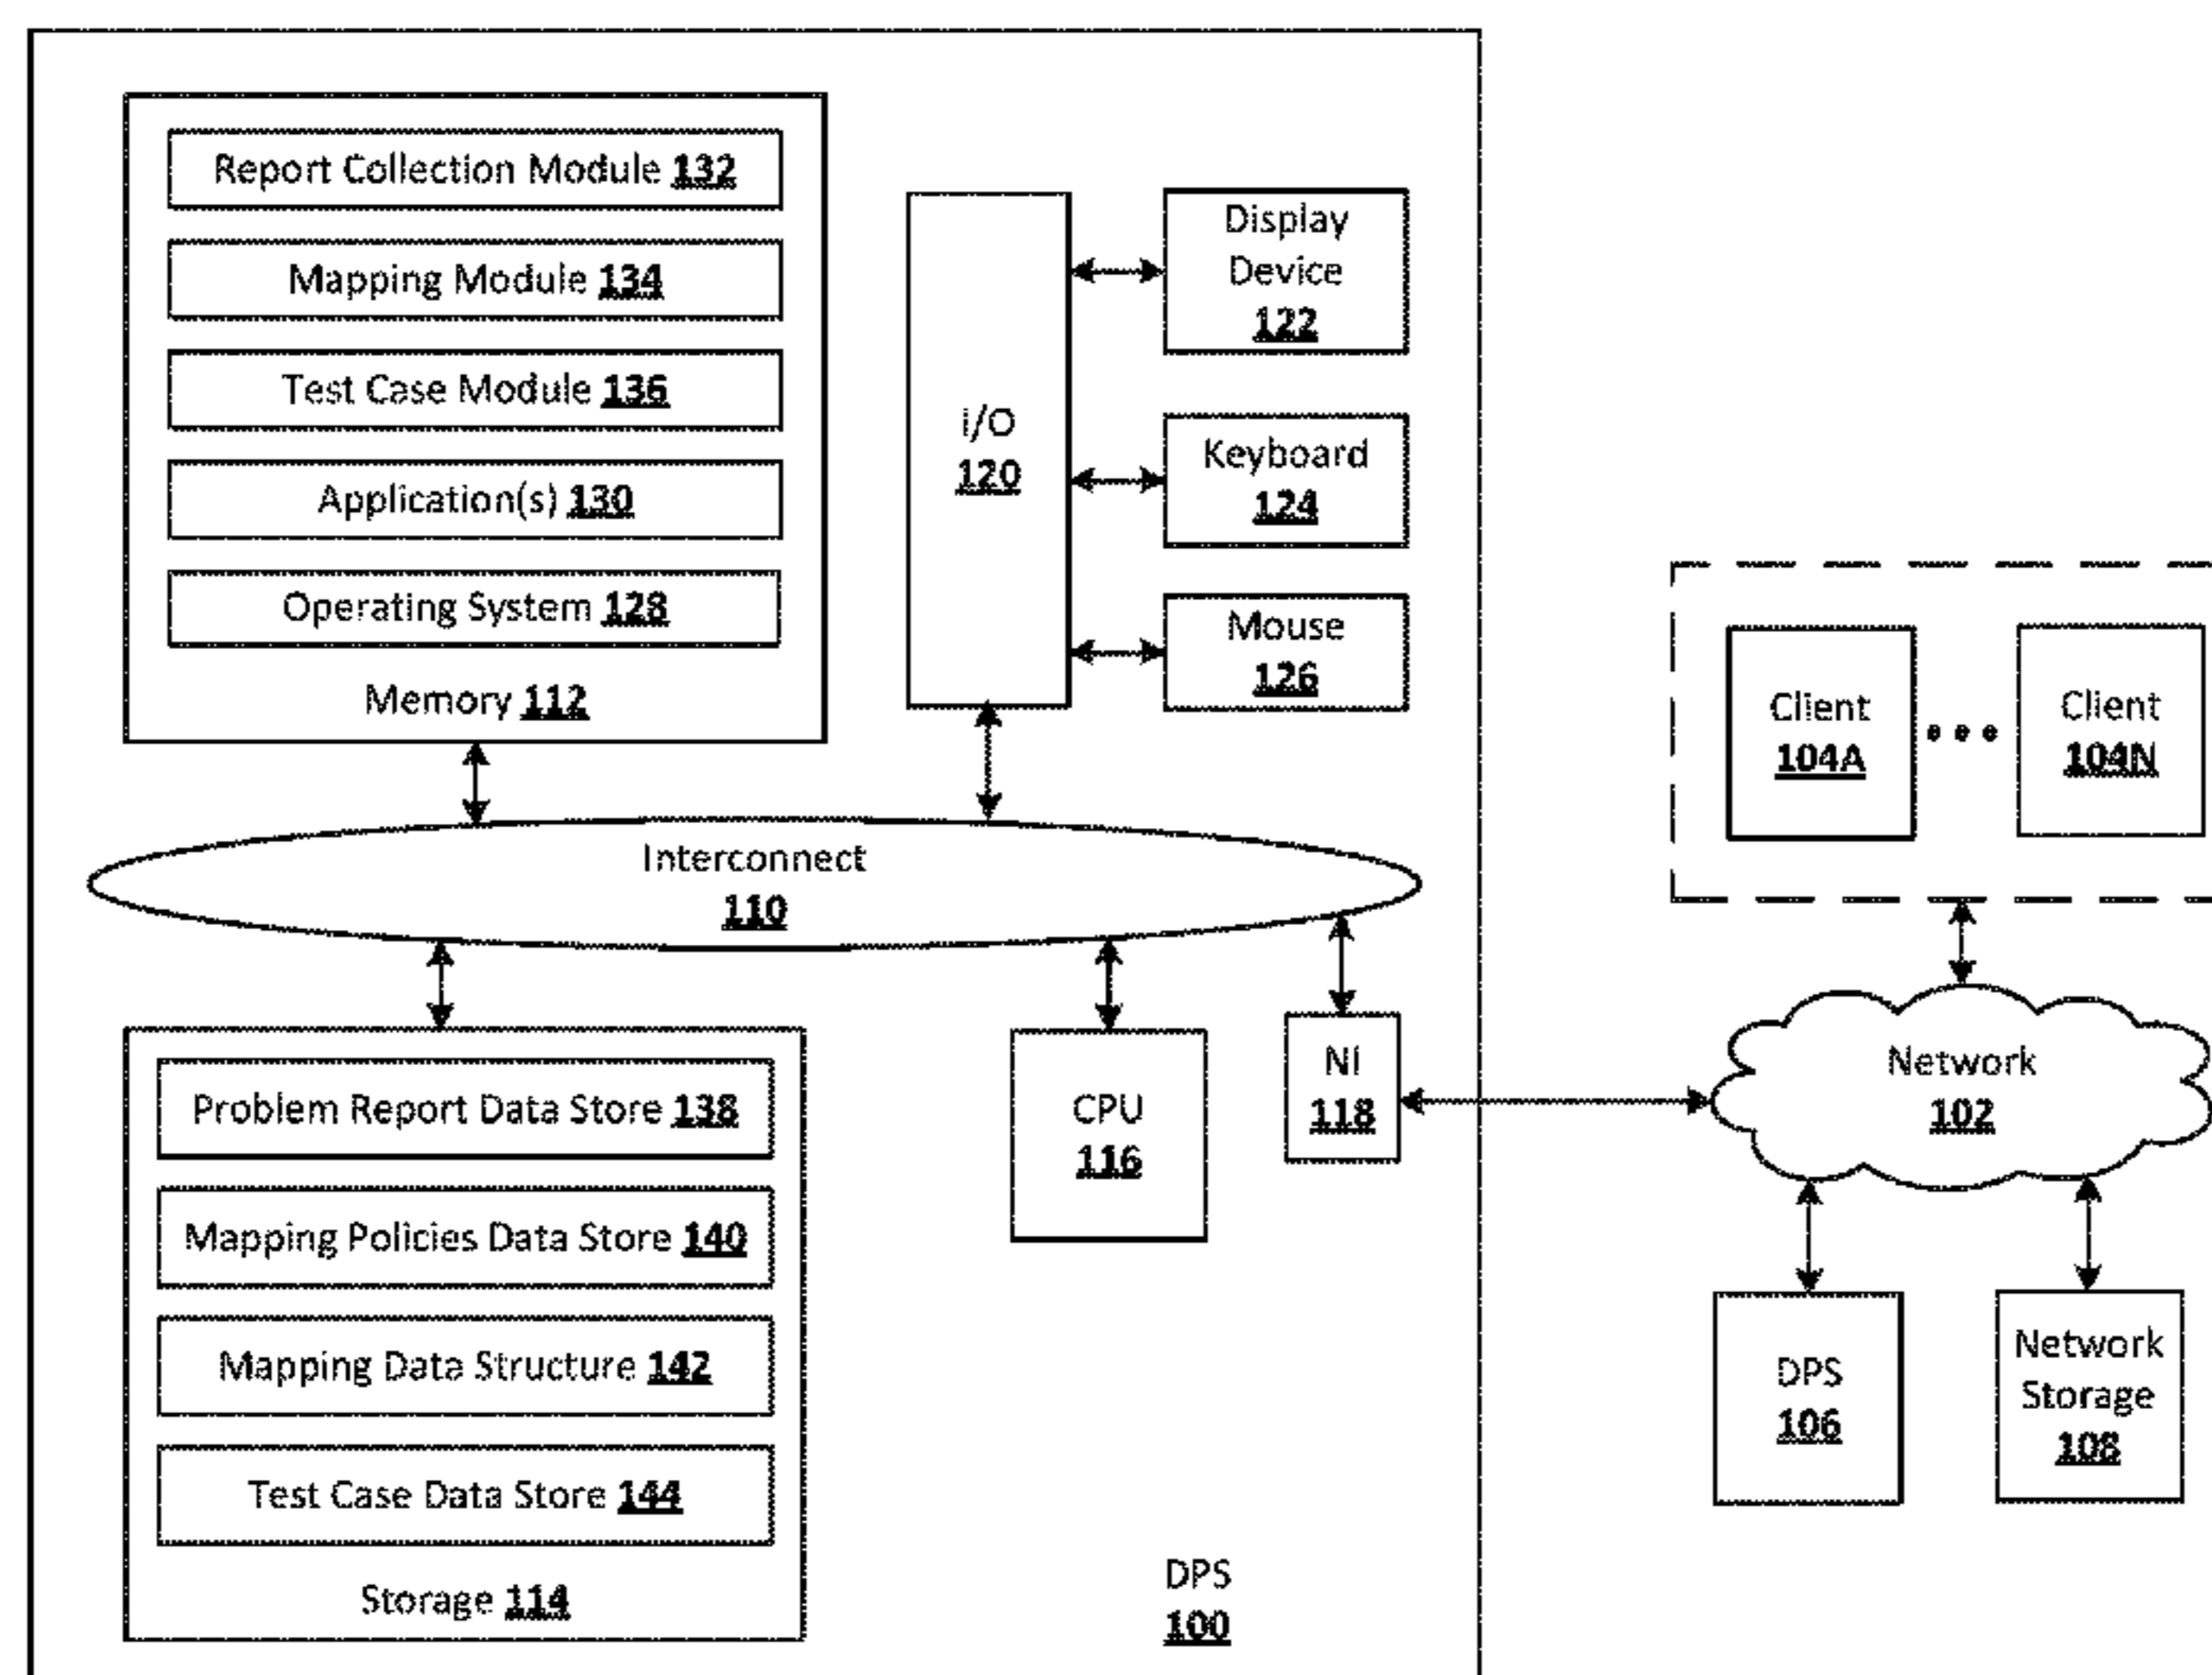 Report Collection Module 132
Mapping Module 134
Test Case Module 136
Application(s) 130
Operating System 128
Memory 112
i/O
120
Display
Device
122
Keyboard
124
Mouse
126
Interconnect
110
Problem Report Data Store 138
Mapping Policies Data Store 140
Mapping Data Structure 142
Test Case Data Store 144
Storage 114
CPU
116
NI
118
DPS
100
Client
104A
•••
Client
104N
Network
102
DPS
106
Network
Storage
108